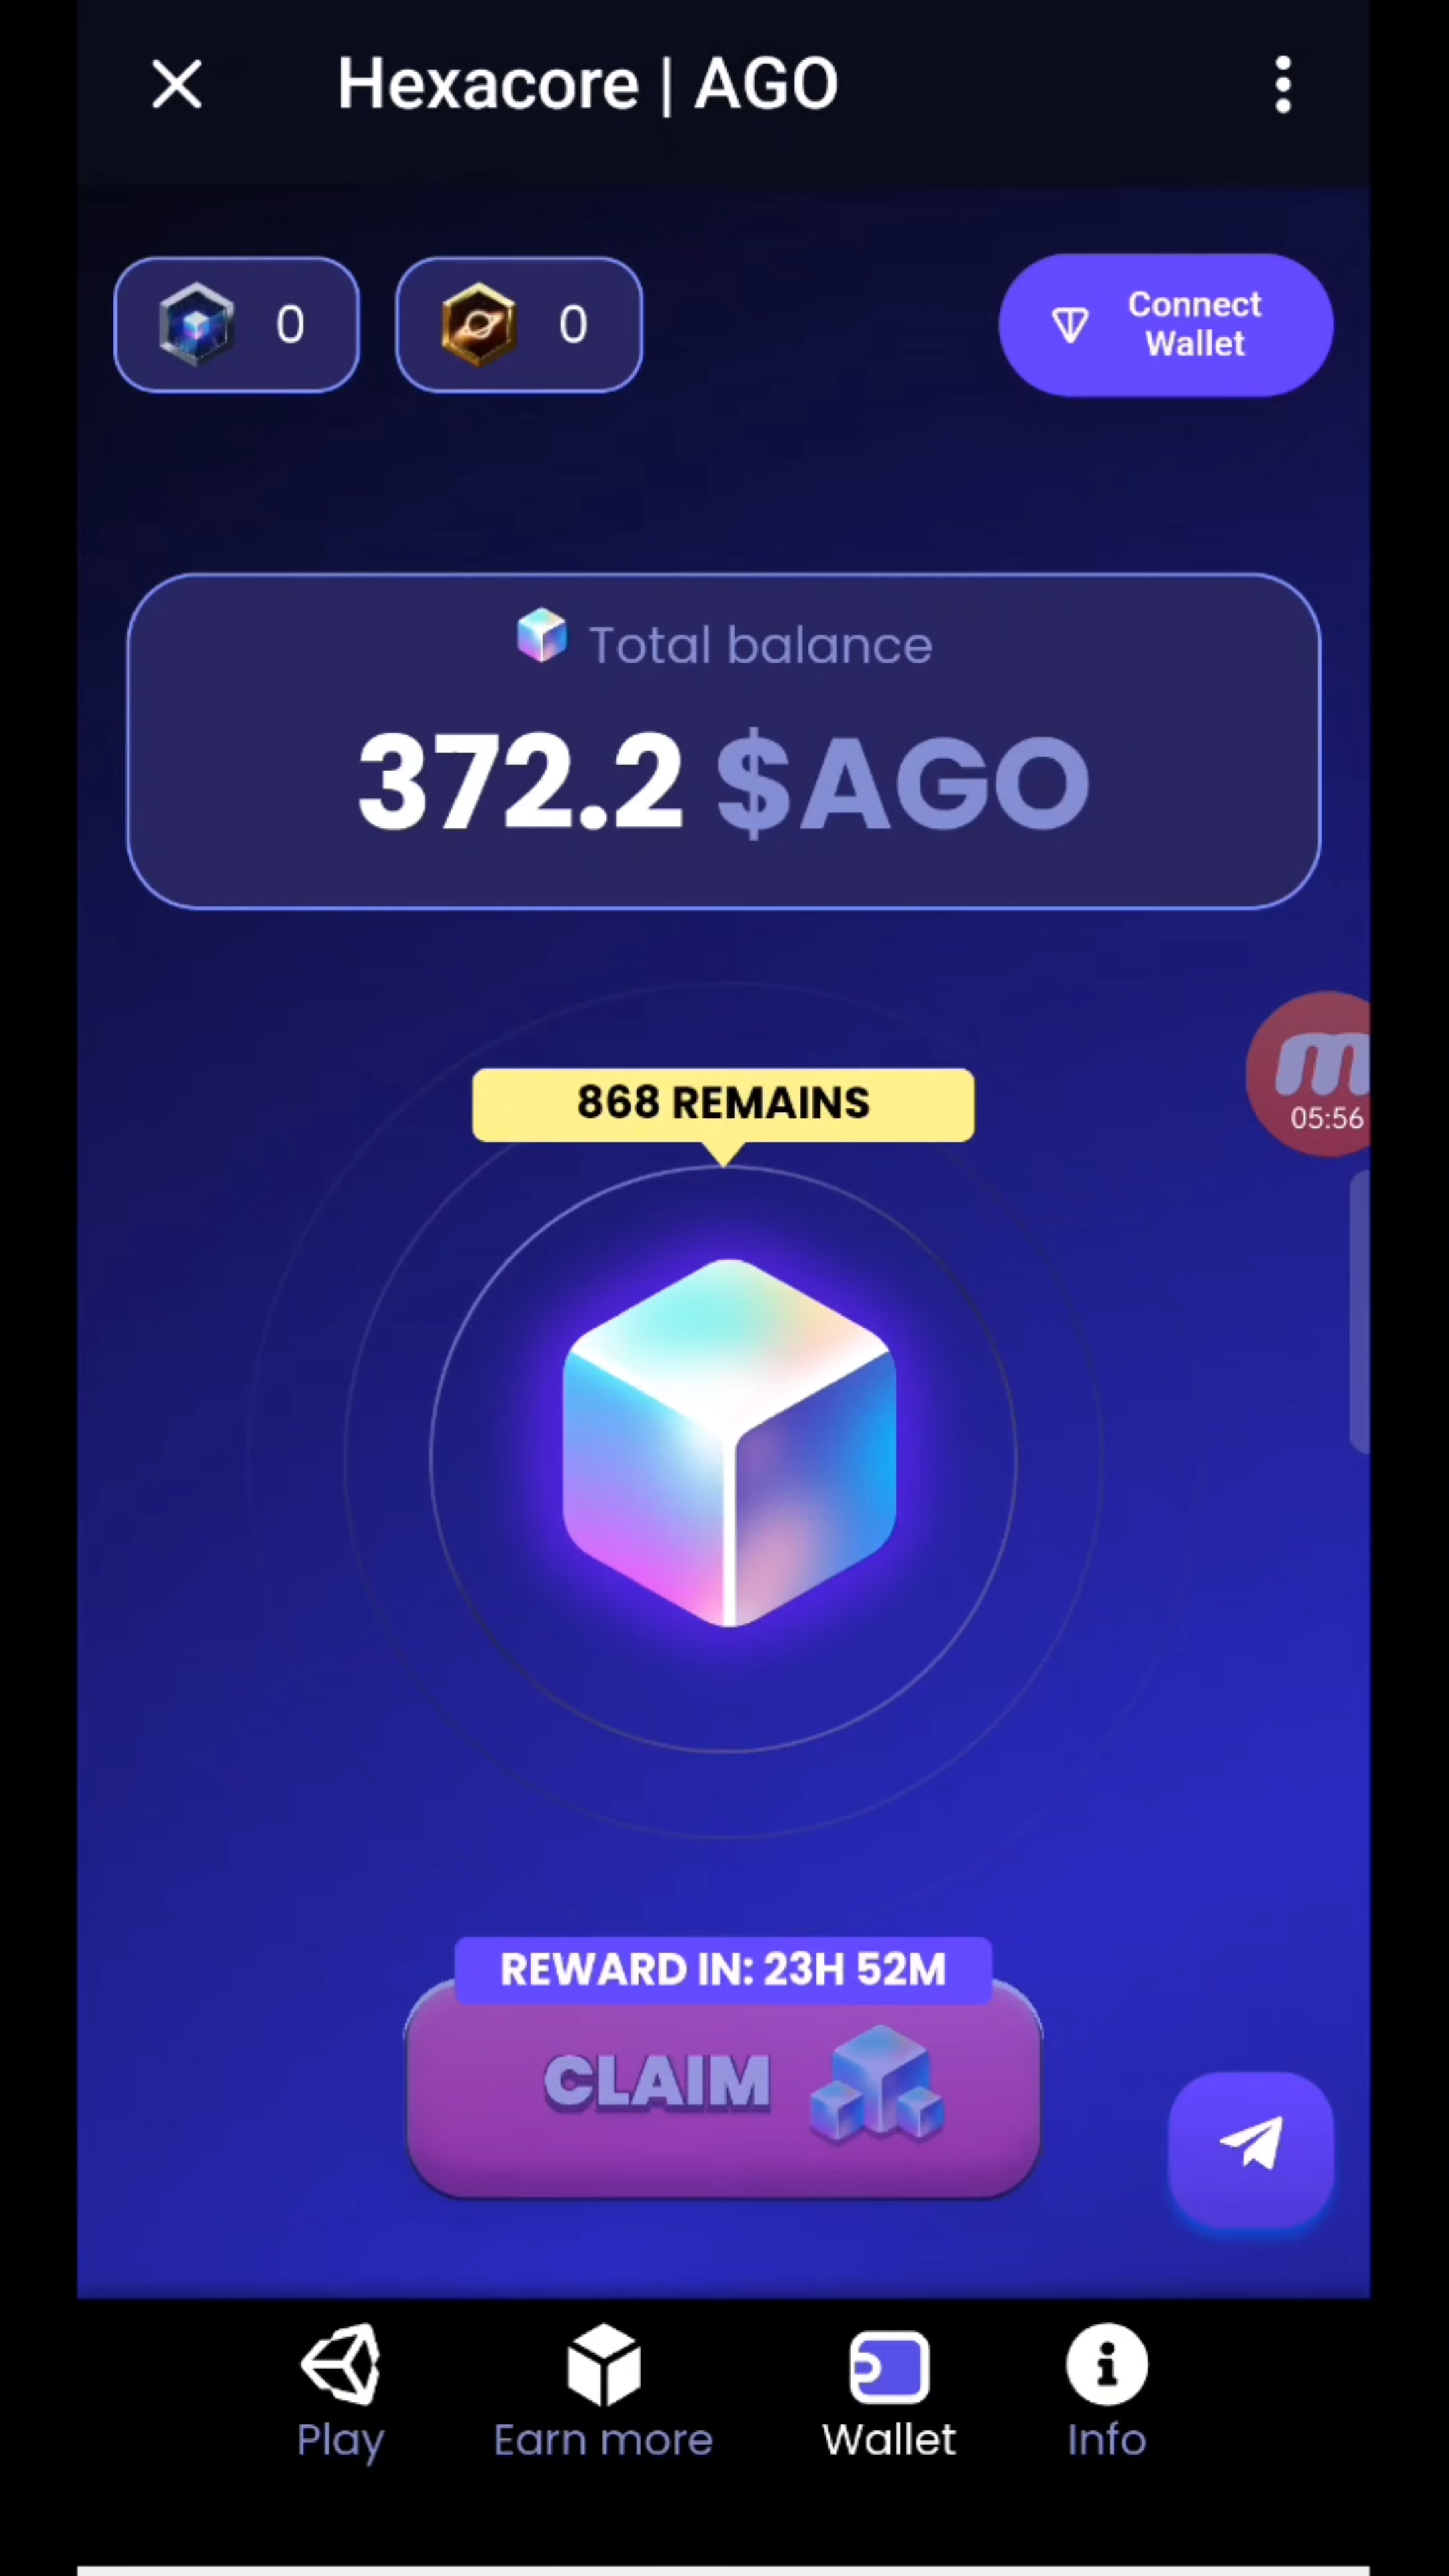 Hexacore | AGO
0
0
Connect
Wallet
Total balance
372.2 $AGO
868 REMAINS
m
05:56
REWARD IN: 23H 52M
CLAIM
Play
Earn more
Wallet
Info